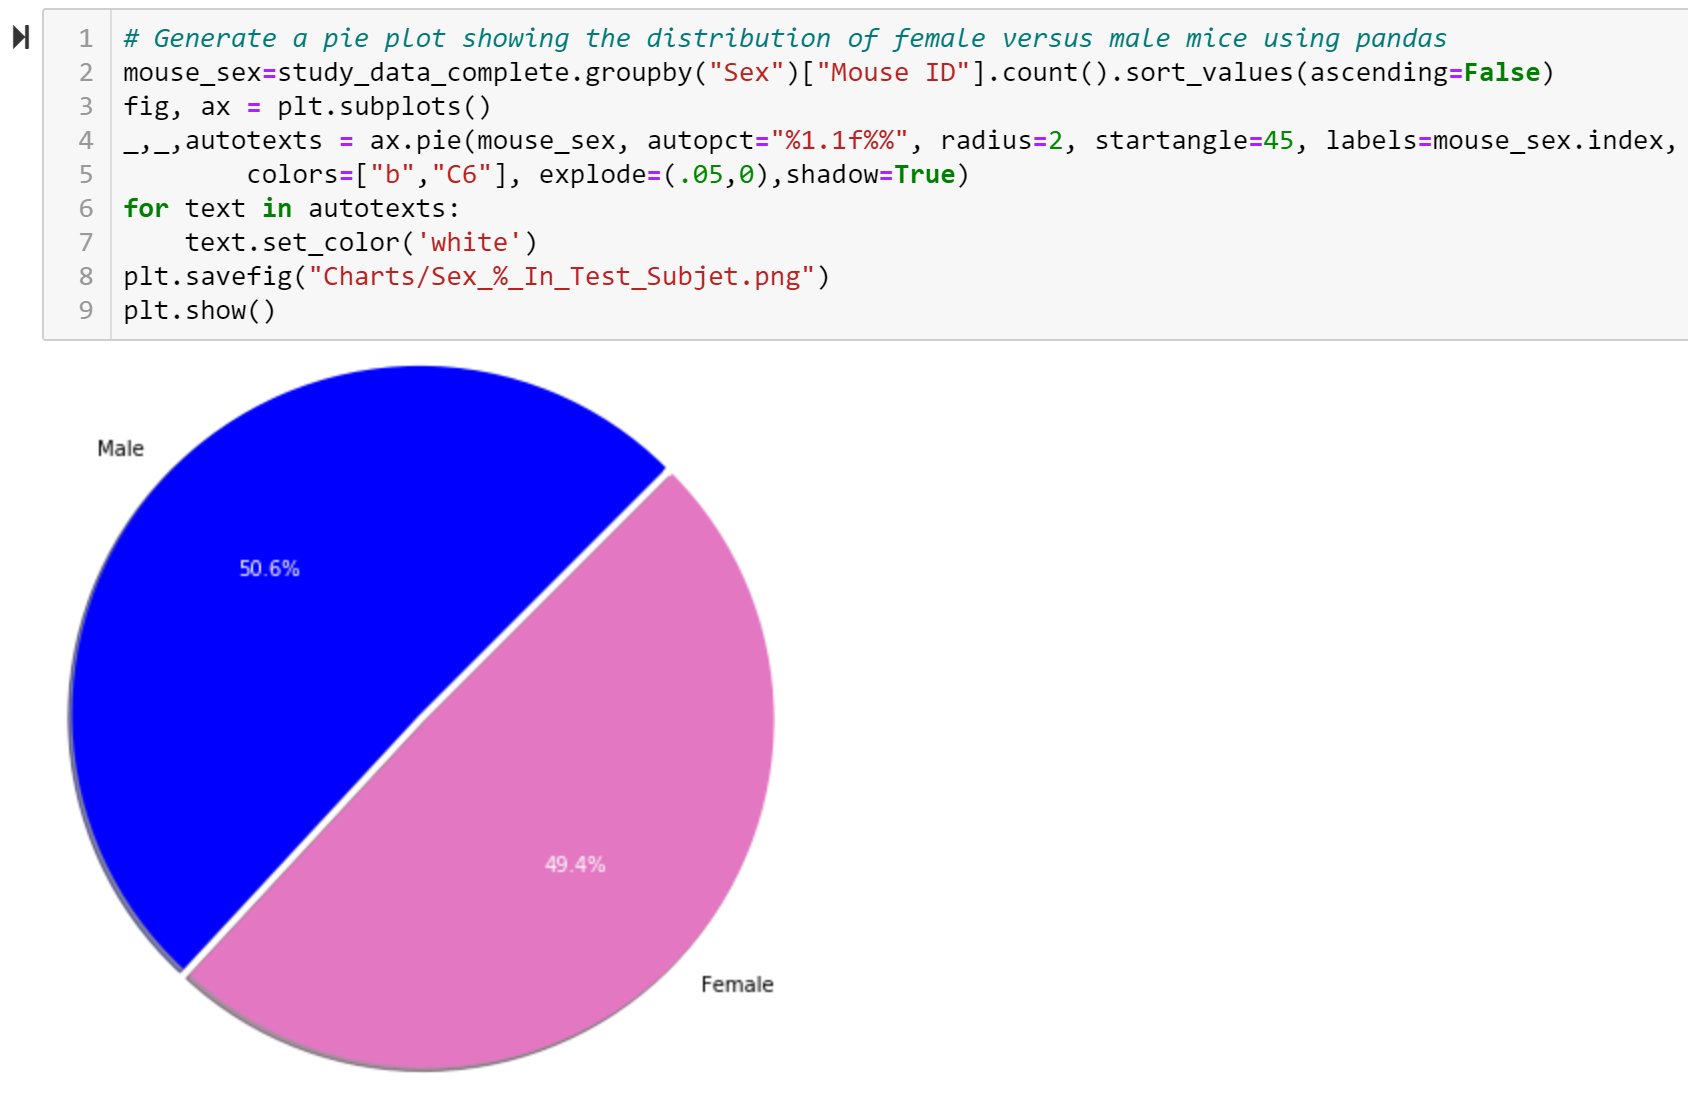 1 # Generate a pie plot showing the distribution of female versus male mice using pandas
2 mouse_sex=study_data_complete.groupby("Sex")["Mouse ID"].count().sort_values(ascending=False)
3 fig, ax = plt.subplots()
4 _,_,autotexts = ax.pie(mouse_sex, autopct="%1.1f%%", radius=2, startangle=45, labels=mouse_sex.index,
5         colors=["b","C6"], explode=(.05,0),shadow=True)
6 for text in autotexts:
7     text.set_color('white')
8 plt.savefig("Charts/Sex_%_In_Test_Subjet.png")
9 plt.show()
Male
50.6%
49.4%
Female